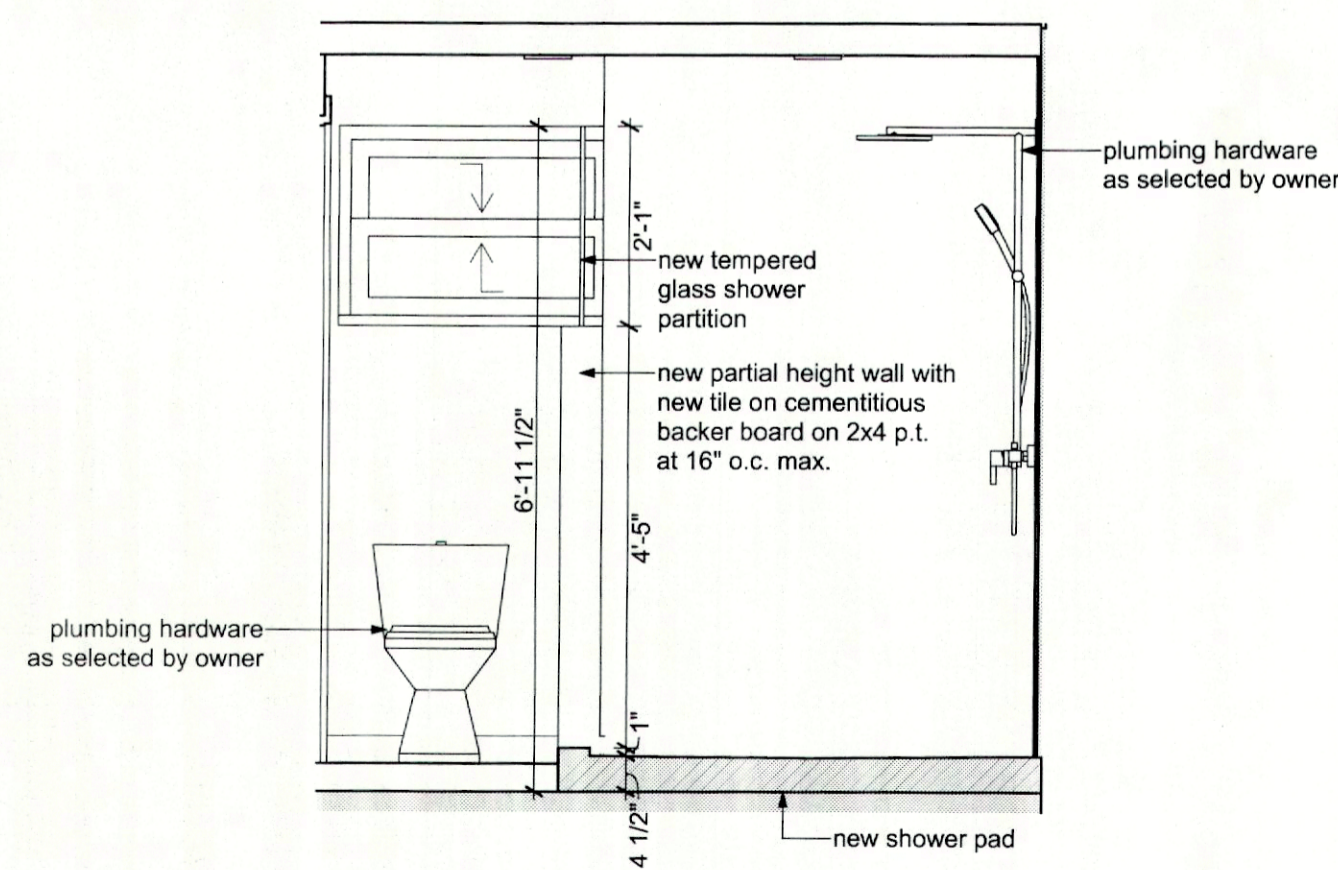 plumbing hardware
as selected by owner
2'-1"
new tempered
glass shower
partition
new partial height wall with
new tile on cementitious
backer board on 2x4 p.t.
at 16" o.c. max.
6'-11 1/2"
4'-5"
plumbing hardware
as selected by owner
1"
4 1/2"
new shower pad